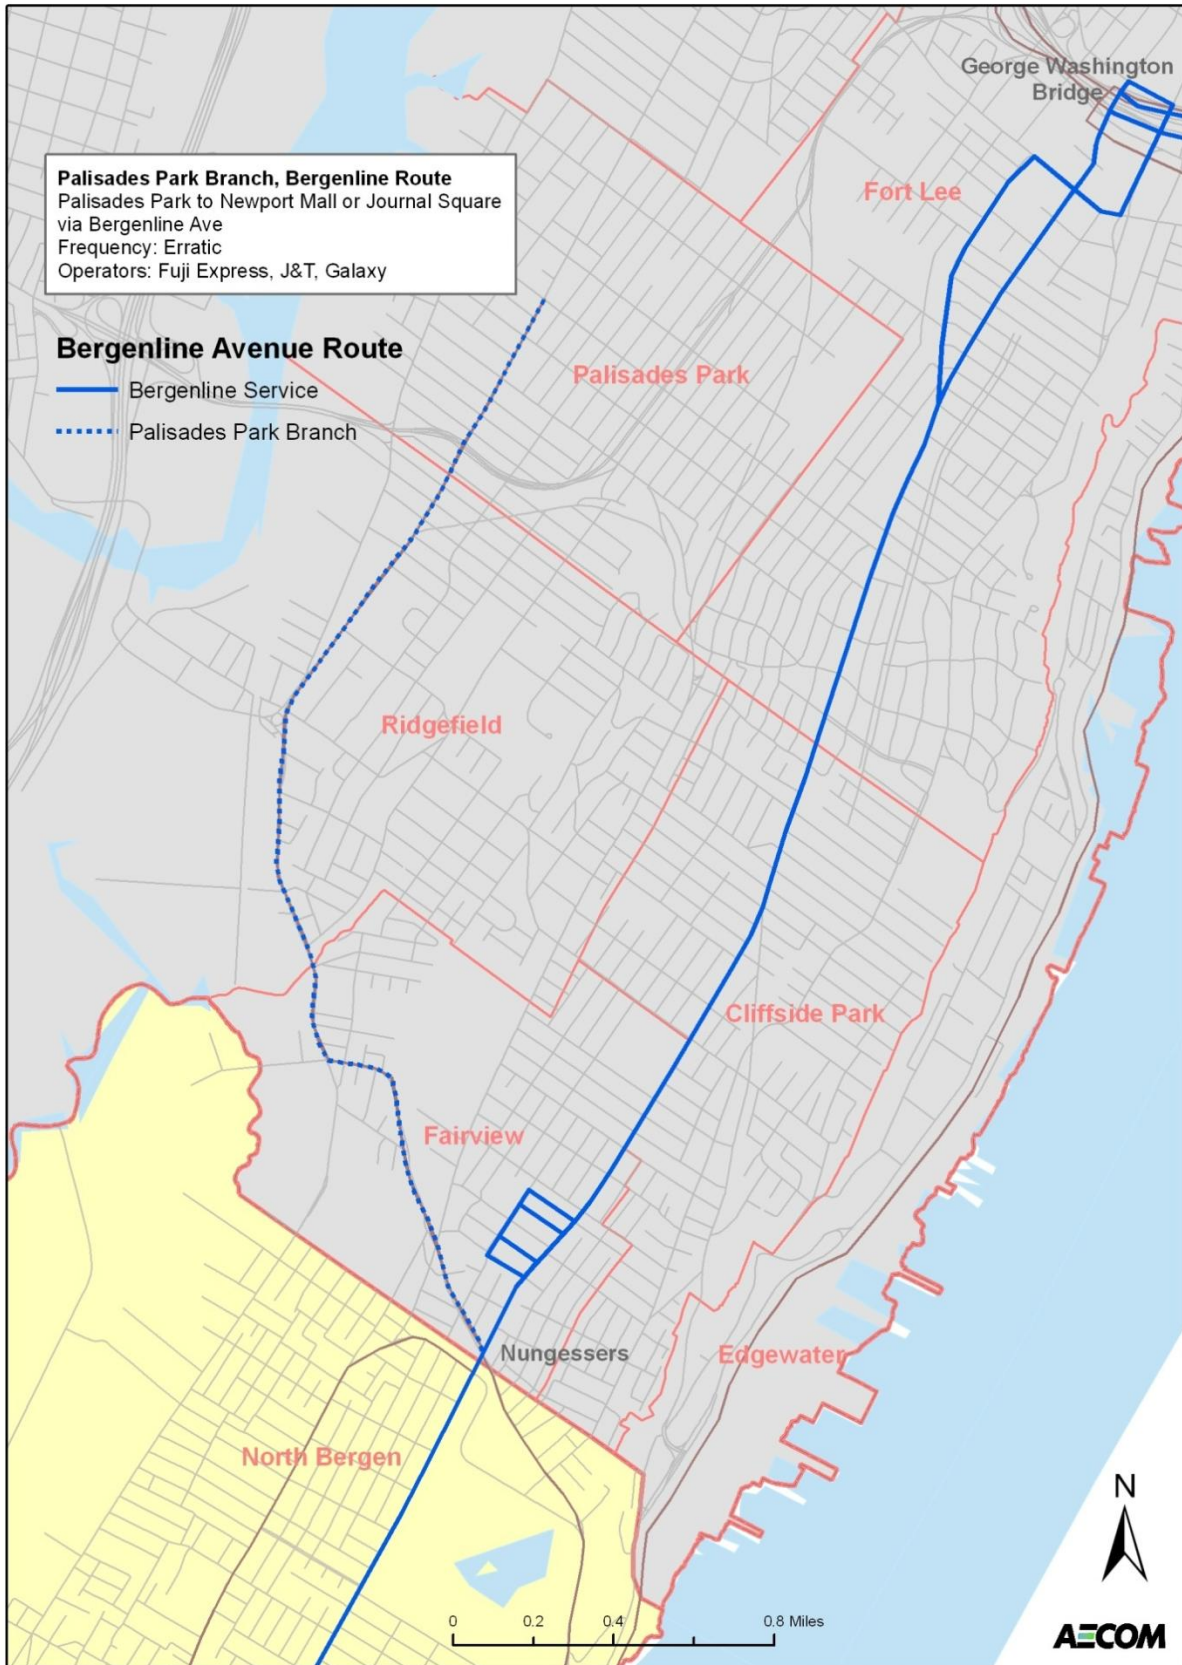 George Washington
Bridge
Palisades Park Branch, Bergenline Route
Palisades Park to Newport Mall or Journal Square
via Bergenline Ave
Frequency: Erratic
Operators: Fuji Express, J&T, Galaxy
Fort Lee
Bergenline Avenue Route
Bergenline Service
Palisades Park Branch
Palisades Park
Ridgefield
Cliffside Park
Fairview
Nungessers
Edgewater
North Bergen
N
0 0.2 0.4 0.8 Miles
AECOM